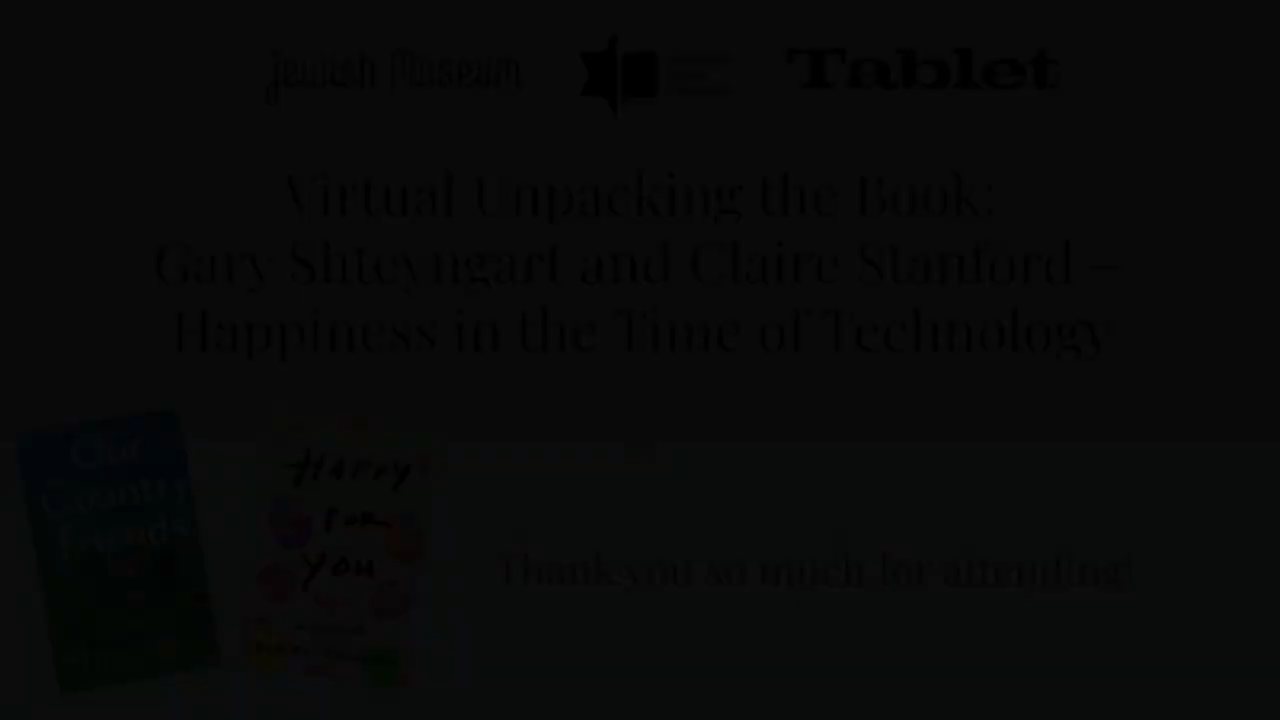 Jewish Museum
Tablet
Virtual Unpacking the Book:
Gary Shteyngart and Claire Stanford –
Happiness in the Time of Technology
Our
Country
Friends
HAPPY
FOR
YOU
Thank you so much for attending!